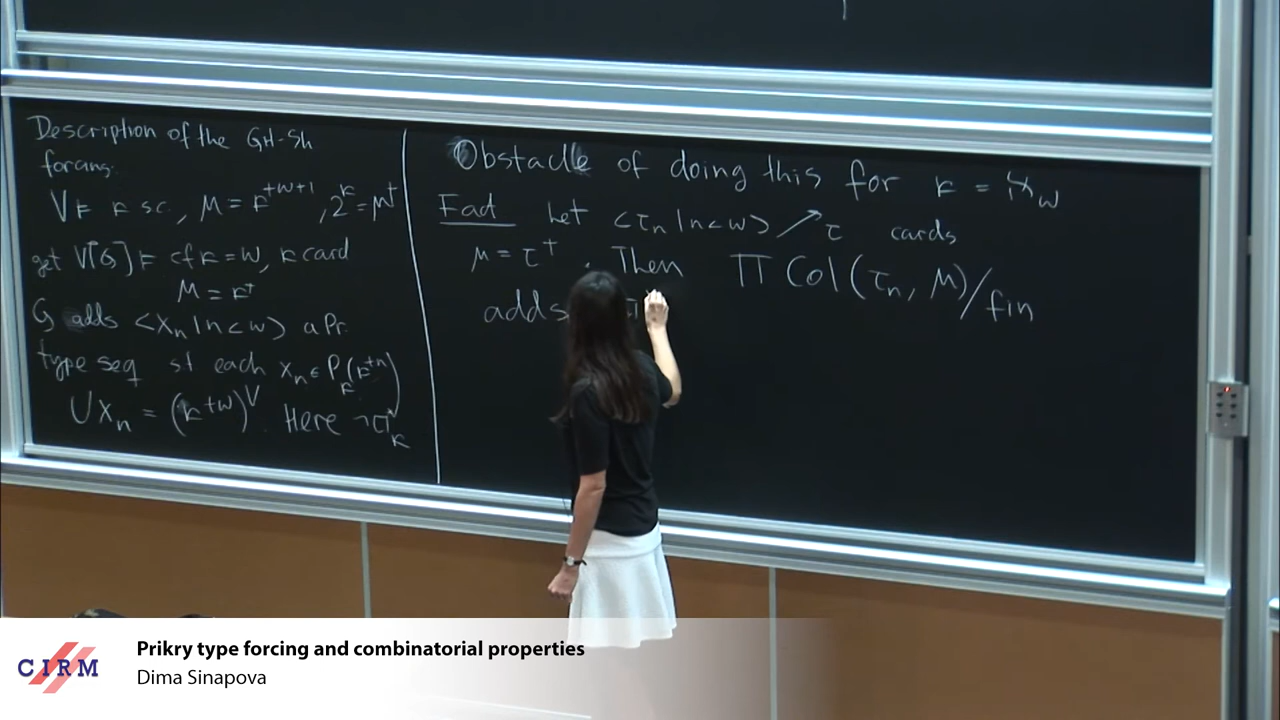 Description of the GH-Sh
forcing:
V ⊨ κ sc, μ = κ^{+ω+1}, 2^κ = μ^+
get V[G] ⊨ cf κ = ω, κ card
μ = κ^+
G adds <x_n | n<ω> a Pr
type seq st each x_n ∈ P_κ(κ^{+n})
∪x_n = (κ^{+ω})^V Here ¬□*_κ
Obstacle of doing this for κ = ℵ_ω
Fact Let <τ_n | n<ω> ↗ τ cards
μ = τ^+. Then Π Col(τ_n, μ)/fin
adds
CIRM
Prikry type forcing and combinatorial properties
Dima Sinapova